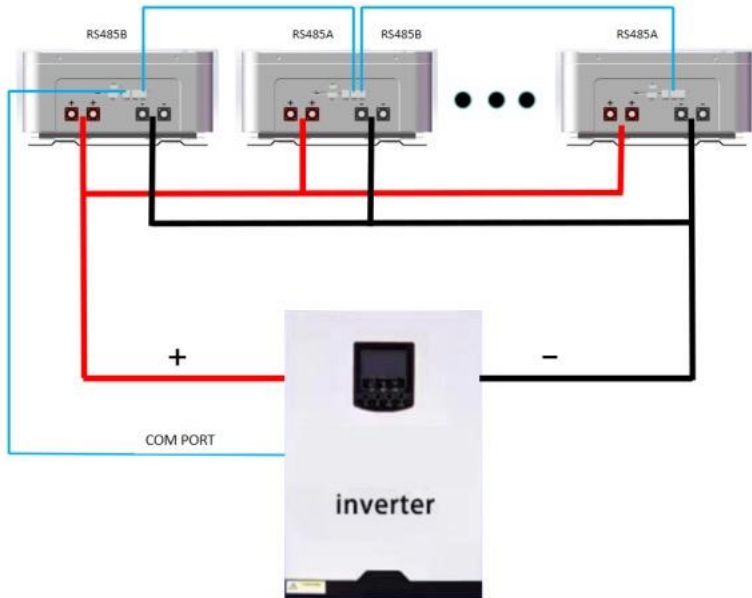 RS485B
RS485A
RS485B
RS485A
+ + - -
+ + - -
+ + - -
+
−
COM PORT
inverter